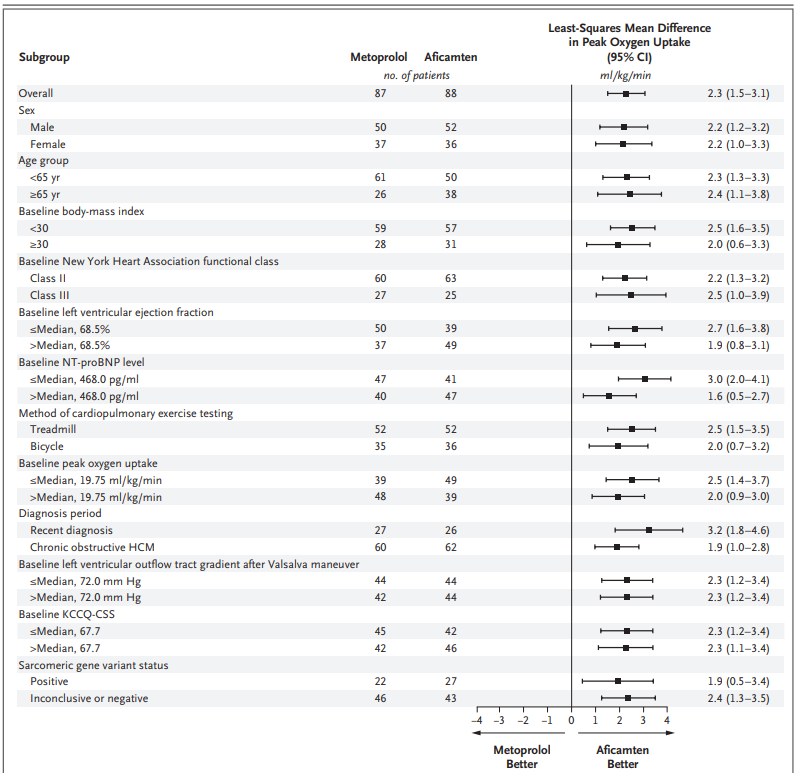 Least-Squares Mean Difference
in Peak Oxygen Uptake
(95% CI)
Subgroup Metoprolol Aficamten
no. of patients ml/kg/min
Overall 87 88 2.3 (1.5–3.1)
Sex
Male 50 52 2.2 (1.2–3.2)
Female 37 36 2.2 (1.0–3.3)
Age group
<65 yr 61 50 2.3 (1.3–3.3)
≥65 yr 26 38 2.4 (1.1–3.8)
Baseline body-mass index
<30 59 57 2.5 (1.6–3.5)
≥30 28 31 2.0 (0.6–3.3)
Baseline New York Heart Association functional class
Class II 60 63 2.2 (1.3–3.2)
Class III 27 25 2.5 (1.0–3.9)
Baseline left ventricular ejection fraction
≤Median, 68.5% 50 39 2.7 (1.6–3.8)
>Median, 68.5% 37 49 1.9 (0.8–3.1)
Baseline NT-proBNP level
≤Median, 468.0 pg/ml 47 41 3.0 (2.0–4.1)
>Median, 468.0 pg/ml 40 47 1.6 (0.5–2.7)
Method of cardiopulmonary exercise testing
Treadmill 52 52 2.5 (1.5–3.5)
Bicycle 35 36 2.0 (0.7–3.2)
Baseline peak oxygen uptake
≤Median, 19.75 ml/kg/min 39 49 2.5 (1.4–3.7)
>Median, 19.75 ml/kg/min 48 39 2.0 (0.9–3.0)
Diagnosis period
Recent diagnosis 27 26 3.2 (1.8–4.6)
Chronic obstructive HCM 60 62 1.9 (1.0–2.8)
Baseline left ventricular outflow tract gradient after Valsalva maneuver
≤Median, 72.0 mm Hg 44 44 2.3 (1.2–3.4)
>Median, 72.0 mm Hg 42 44 2.3 (1.2–3.4)
Baseline KCCQ-CSS
≤Median, 67.7 45 42 2.3 (1.2–3.4)
>Median, 67.7 42 46 2.3 (1.1–3.4)
Sarcomeric gene variant status
Positive 22 27 1.9 (0.5–3.4)
Inconclusive or negative 46 43 2.4 (1.3–3.5)
−4 −3 −2 −1 0 1 2 3 4
Metoprolol Aficamten
Better Better